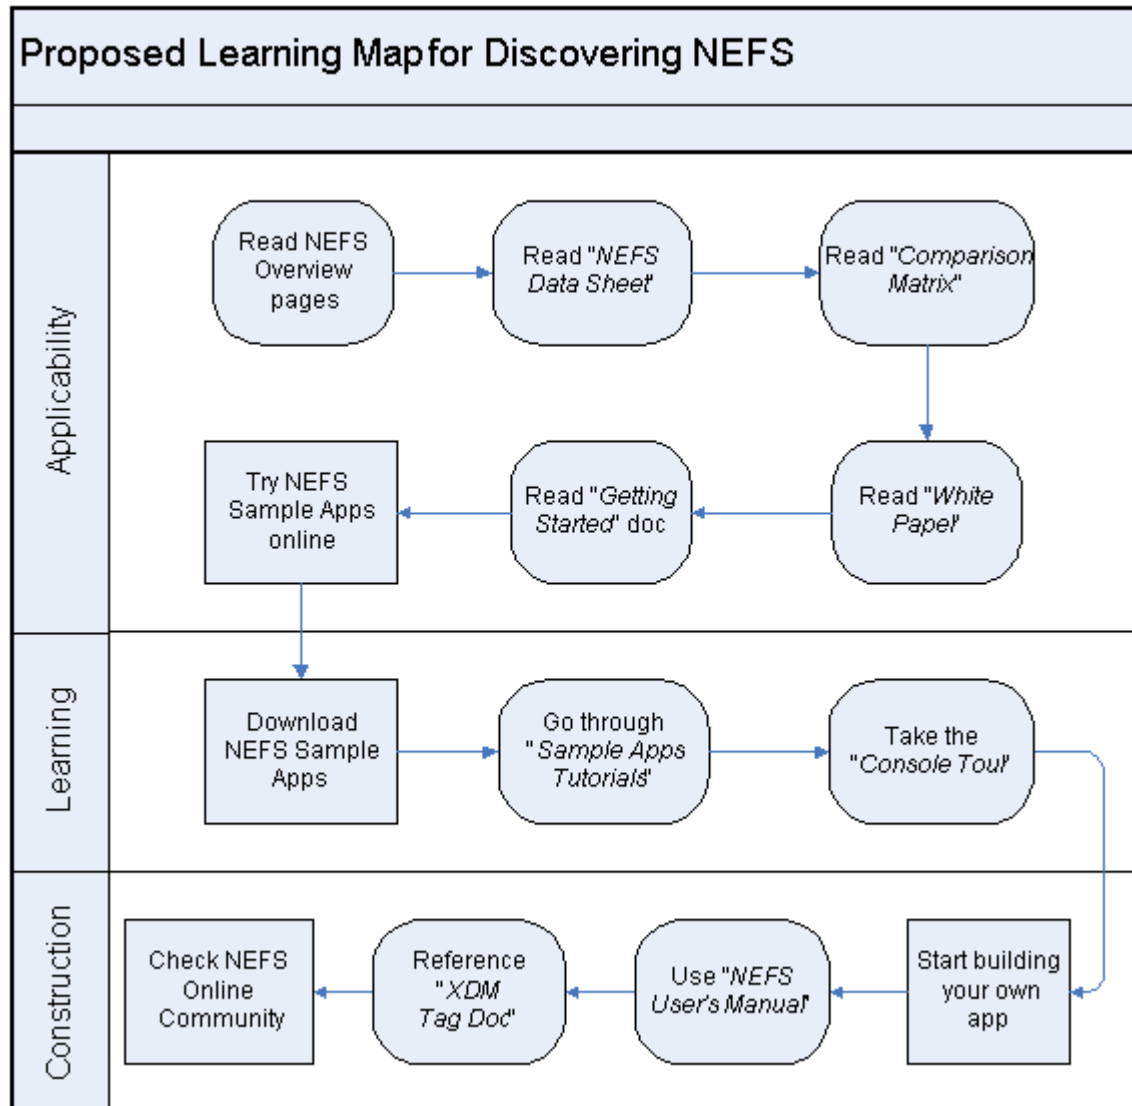 Proposed Learning Map for Discovering NEFS
Applicability
Read NEFS
Overview
pages
Read "NEFS
Data Sheet"
Read "Comparison
Matrix"
Try NEFS
Sample Apps
online
Read "Getting
Started" doc
Read "White
Paper"
Learning
Download
NEFS Sample
Apps
Go through
"Sample Apps
Tutorials"
Take the
"Console Tour"
Construction
Check NEFS
Online
Community
Reference
"XDM
Tag Doc"
Use "NEFS
User's Manual"
Start building
your own
app